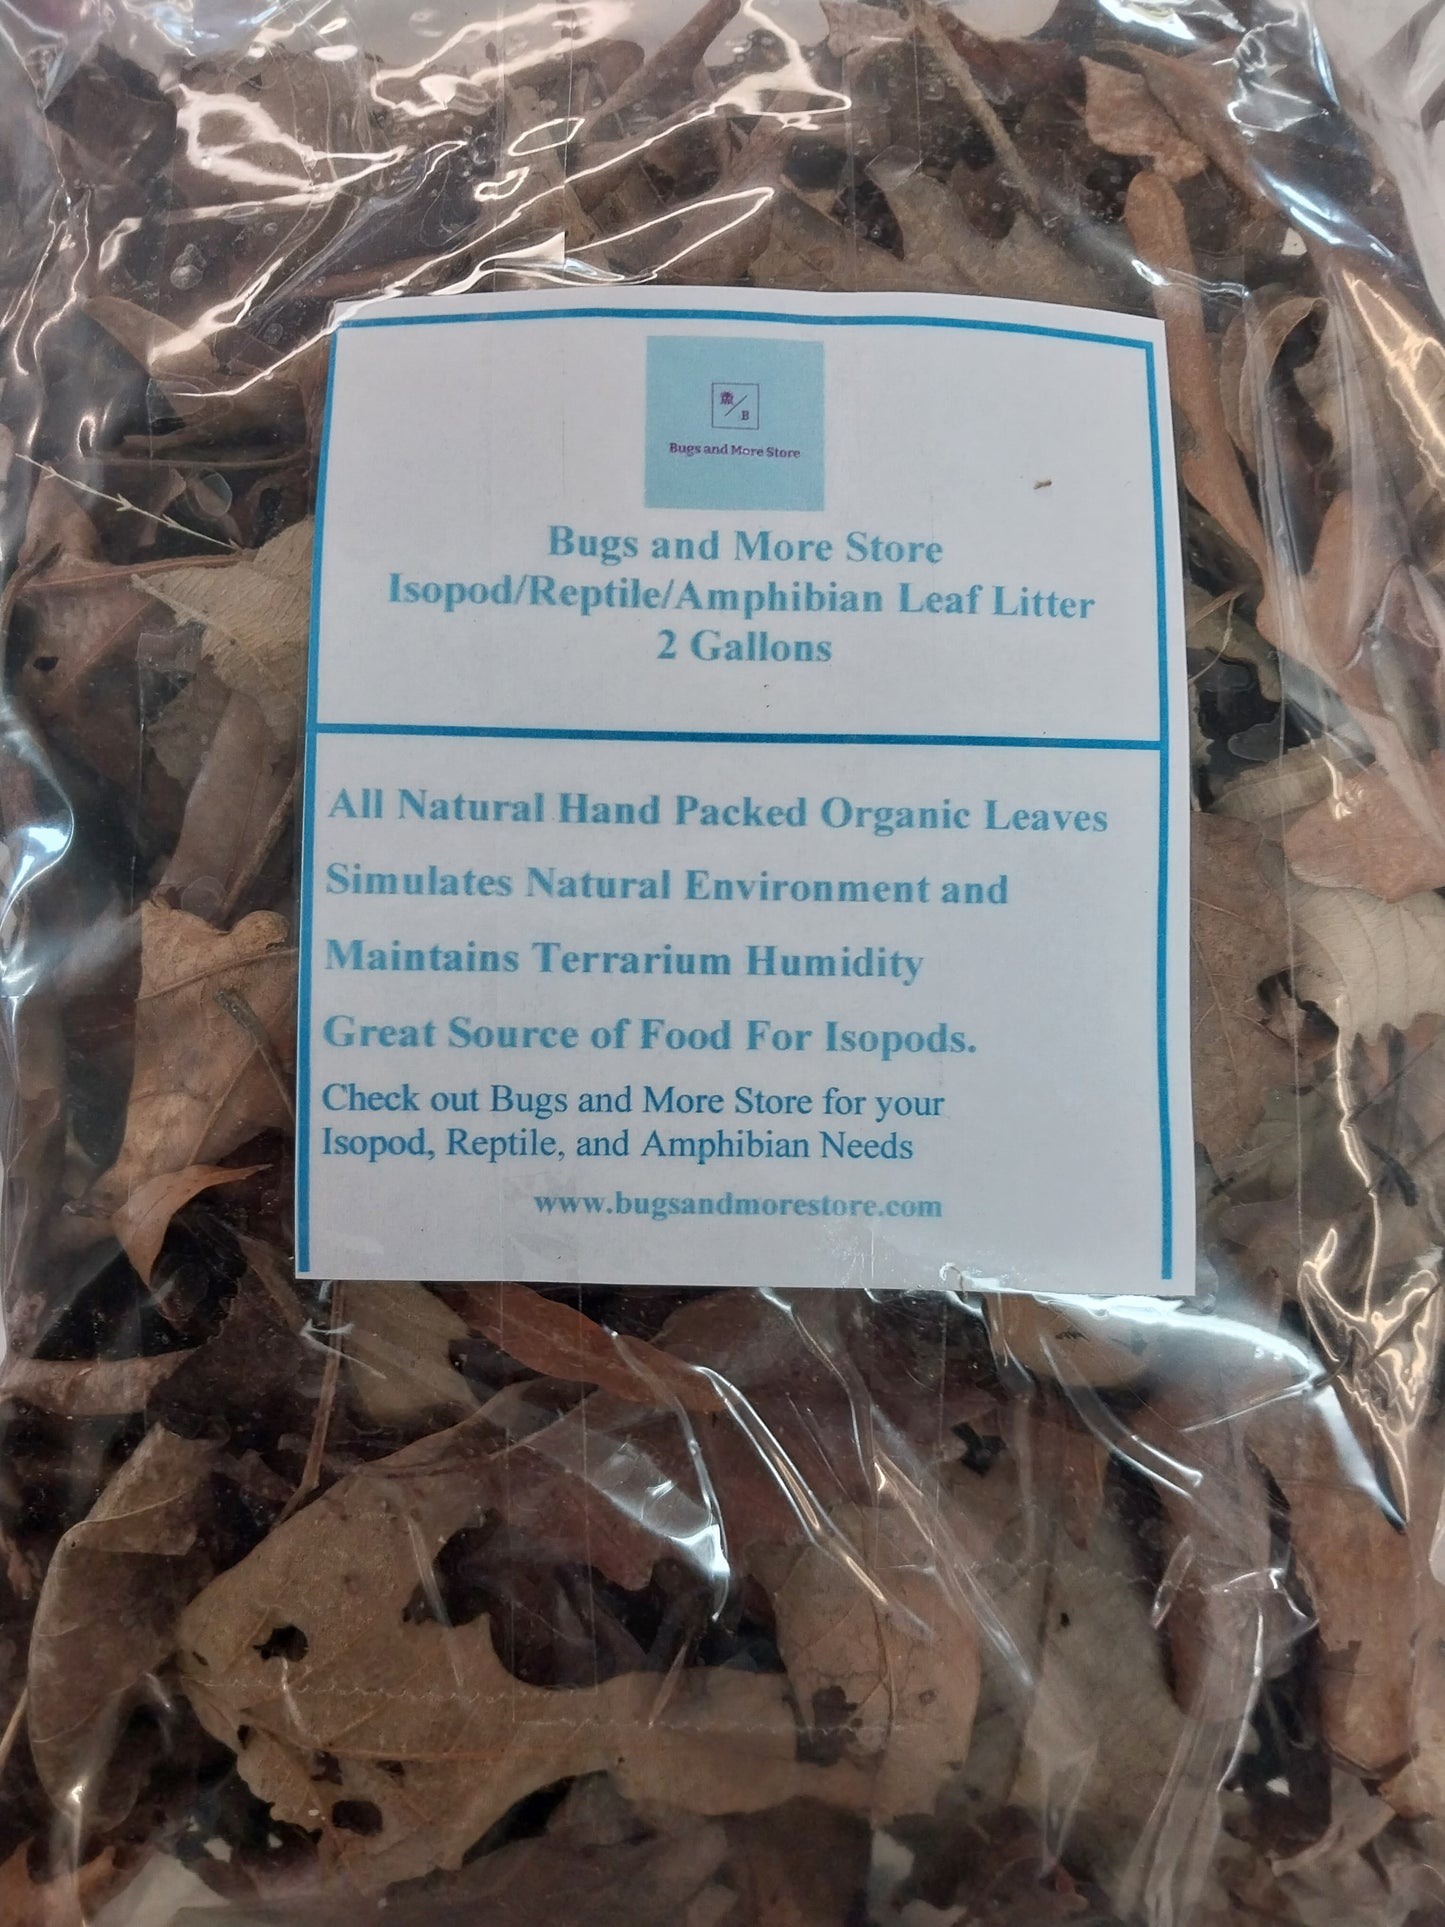 B
Bugs and More Store
Bugs and More Store
Isopod/Reptile/Amphibian Leaf Litter
2 Gallons
All Natural Hand Packed Organic Leaves
Simulates Natural Environment and
Maintains Terrarium Humidity
Great Source of Food For Isopods.
Check out Bugs and More Store for your
Isopod, Reptile, and Amphibian Needs
www.bugsandmorestore.com